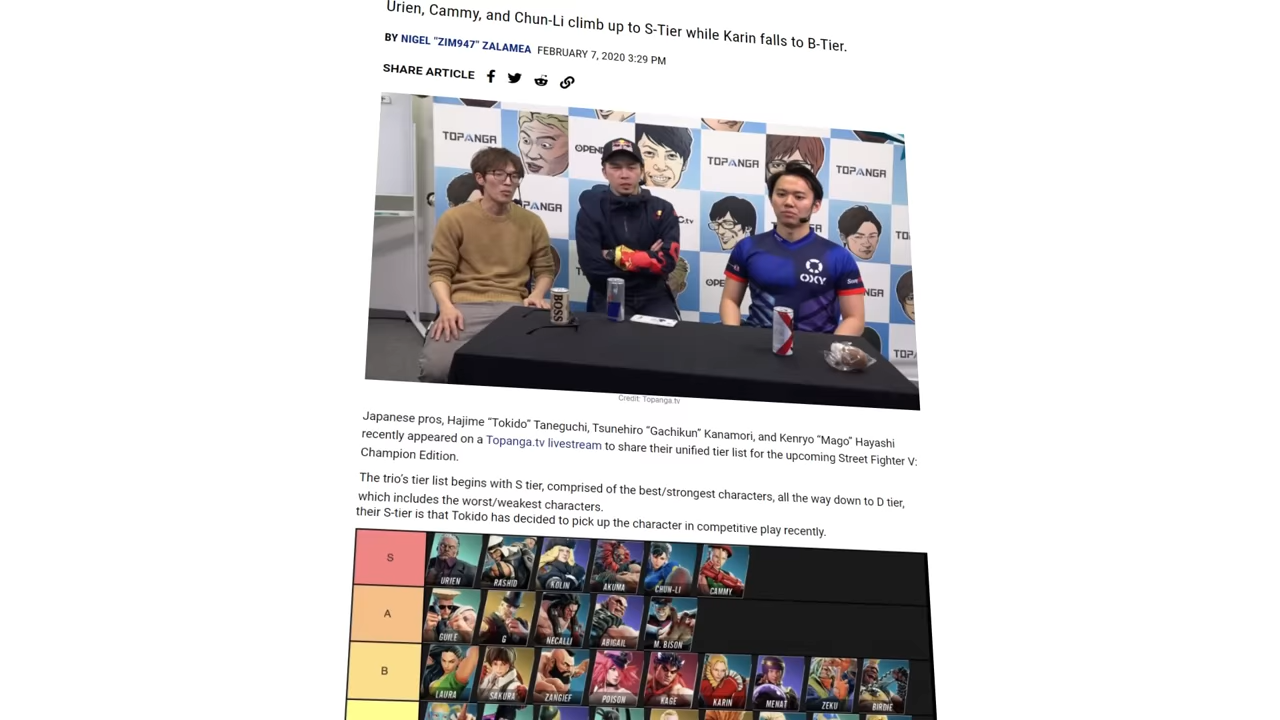 Urien, Cammy, and Chun-Li climb up to S-Tier while Karin falls to B-Tier.
BY NIGEL "ZIM947" ZALAMEA FEBRUARY 7, 2020 3:29 PM
SHARE ARTICLE
TOPANGA
OPEN
TOPANGA
TOPANGA
PANGA
OPE
NGA
TO
TOP
BOSS
OXY
Credit: Topanga.tv
Japanese pros, Hajime “Tokido” Taneguchi, Tsunehiro “Gachikun” Kanamori, and Kenryo “Mago” Hayashi
recently appeared on a Topanga.tv livestream to share their unified tier list for the upcoming Street Fighter V:
Champion Edition.
The trio’s tier list begins with S tier, comprised of the best/strongest characters, all the way down to D tier,
which includes the worst/weakest characters.
their S-tier is that Tokido has decided to pick up the character in competitive play recently.
S
URIEN RASHID KOLIN AKUMA CHUN-LI CAMMY
A
GUILE G NECALLI ABIGAIL M. BISON
B
LAURA SAKURA ZANGIEF POISON KAGE KARIN MENAT ZEKU BIRDIE